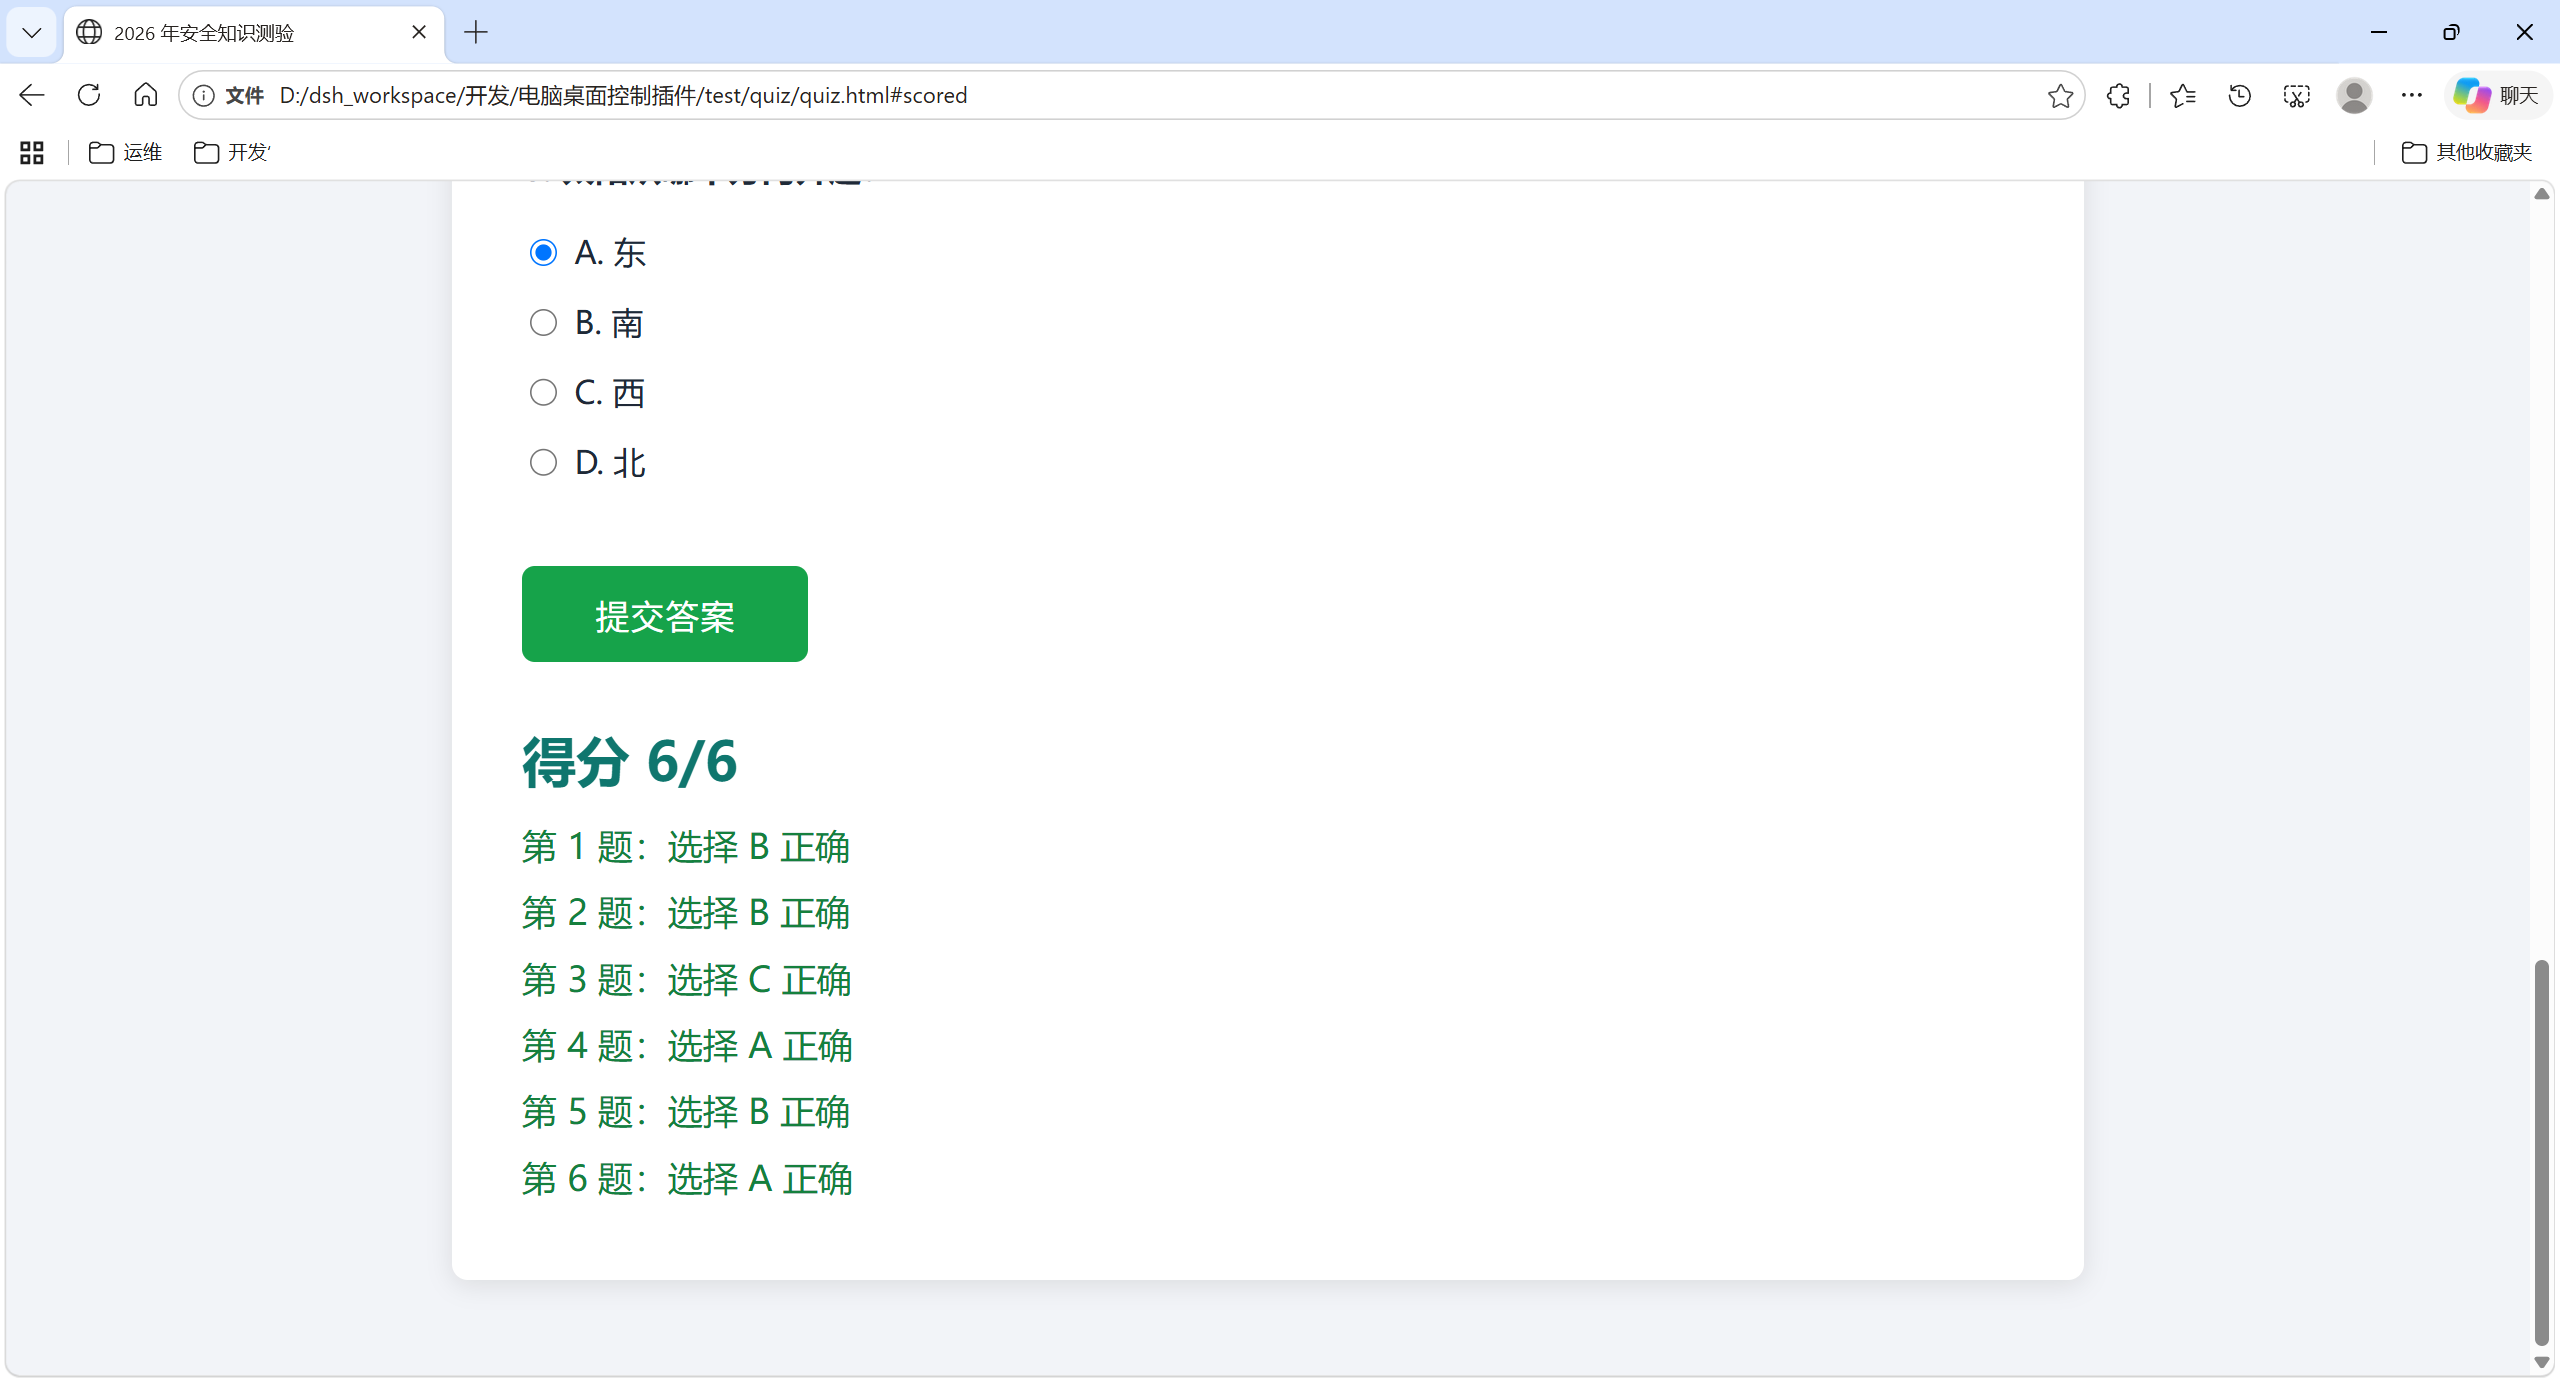 2026 年安全知识测验
文件 D:/dsh_workspace/开发/电脑桌面控制插件/test/quiz/quiz.html#scored
聊天
运维 开发‘ 其他收藏夹
A. 东
B. 南
C. 西
D. 北
提交答案
得分 6/6
第 1 题：选择 B 正确
第 2 题：选择 B 正确
第 3 题：选择 C 正确
第 4 题：选择 A 正确
第 5 题：选择 B 正确
第 6 题：选择 A 正确